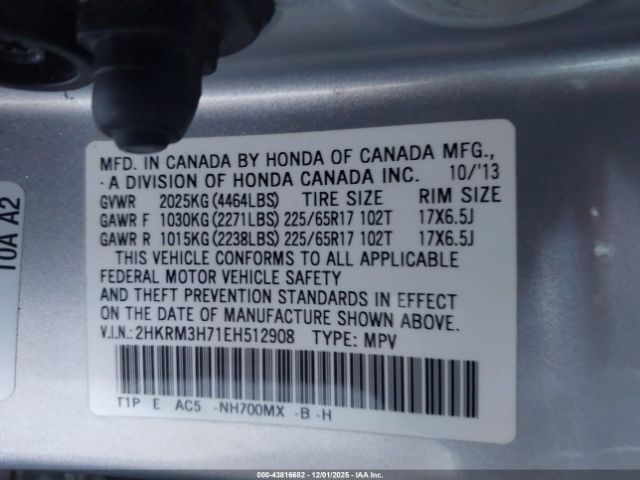 MFD. IN CANADA BY HONDA OF CANADA MFG.,
- A DIVISION OF HONDA CANADA INC. 10/'13
GVWR 2025KG (4464LBS) TIRE SIZE RIM SIZE
GAWR F 1030KG (2271LBS) 225/65R17 102T 17X6.5J
GAWR R 1015KG (2238LBS) 225/65R17 102T 17X6.5J
THIS VEHICLE CONFORMS TO ALL APPLICABLE
FEDERAL MOTOR VEHICLE SAFETY
AND THEFT PREVENTION STANDARDS IN EFFECT
ON THE DATE OF MANUFACTURE SHOWN ABOVE.
V.I.N.: 2HKRM3H71EH512908 TYPE: MPV
T1P E AC5 -NH700MX -B -H
T0A A2
000-43816682 - 12/01/2025 - IAA Inc.